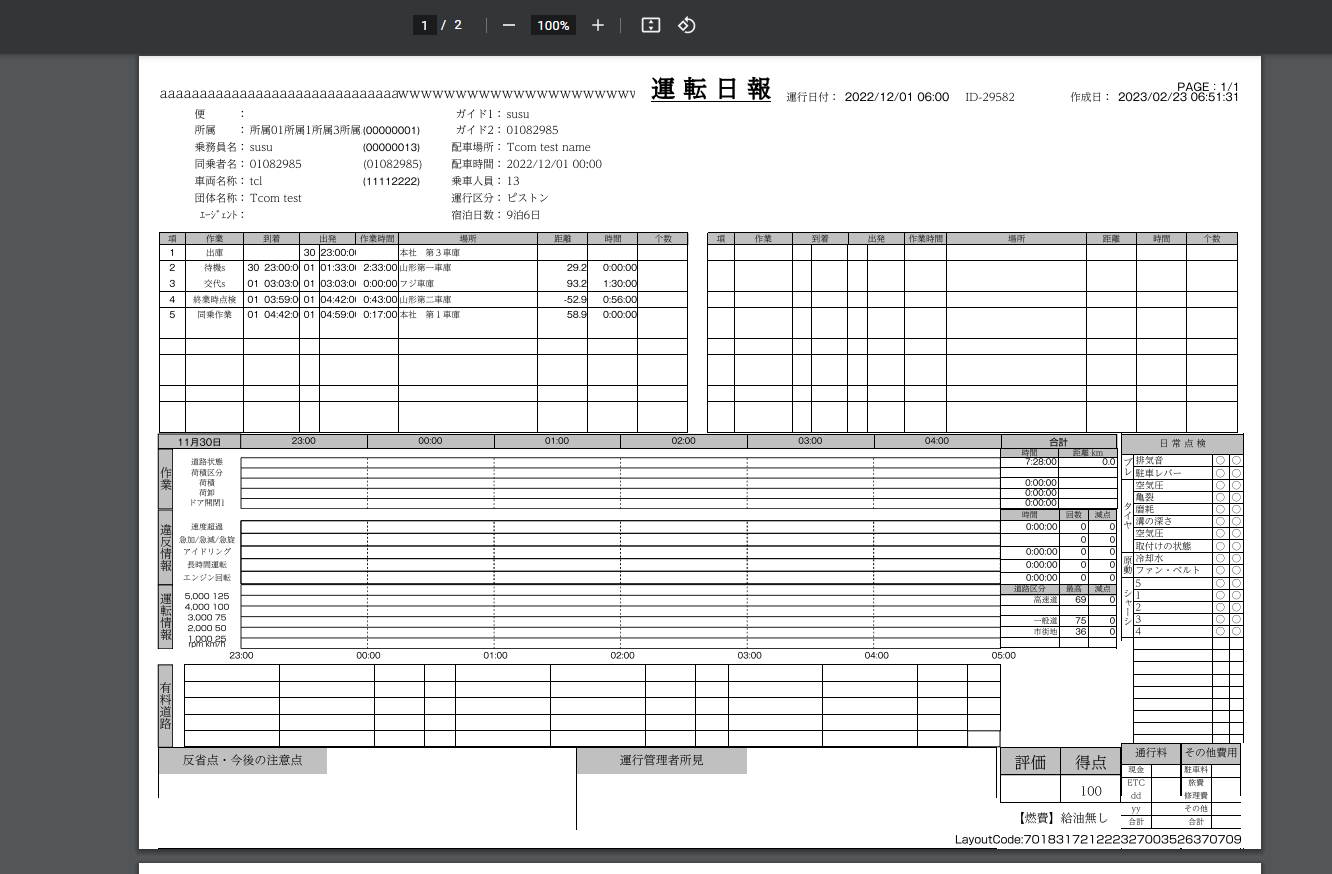 1 / 2 100%
aaaaaaaaaaaaaaaaaaaaaaaaaaaaaawwwwwwwwwwwwwwwwwwwww 運転日報 運行日付： 2022/12/01 06:00 ID-29582
PAGE：1/1
作成日： 2023/02/23 06:51:31
便 ： ガイド1： susu
所属 ： 所属01所属1所属3所属 (00000001) ガイド2： 01082985
乗務員名： susu (00000013) 配車場所： Tcom test name
同乗者名： 01082985 (01082985) 配車時間： 2022/12/01 00:00
車両名称： tcl (11112222) 乗車人員： 13
団体名称： Tcom test 運行区分： ピストン
ｴｰｼﾞｪﾝﾄ： 宿泊日数： 9泊6日
項 作業 到着 出発 作業時間 場所 距離 時間 个数 項 作業 到着 出発 作業時間 場所 距離 時間 个数
1 出庫 30 23:00:0 本社 第３車庫
2 待機s 30 23:00:0 01 01:33:0 2:33:00 山形第一車庫 29.2 0:00:00
3 交代s 01 03:03:0 01 03:03:0 0:00:00 フジ車庫 93.2 1:30:00
4 終業時点検 01 03:59:0 01 04:42:0 0:43:00 山形第二車庫 -52.9 0:56:00
5 同乗作業 01 04:42:0 01 04:59:0 0:17:00 本社 第１車庫 58.9 0:00:00
11月30日 23:00 00:00 01:00 02:00 03:00 04:00 合計
時間 距離 km
作業
道路状態 7:28:00 0.0
荷積区分
荷積 0:00:00
荷卸 0:00:00
ドア開閉1 0:00:00
時間 回数 減点
違反情報
速度超過 0:00:00 0 0
急加/急減/急旋 0 0
アイドリング 0:00:00 0 0
長時間運転 0:00:00 0 0
エンジン回転 0:00:00 0 0
道路区分 最高 減点
運転情報
5,000 125 高速道 69 0
4,000 100
3,000 75 一般道 75 0
2,000 50 市街地 36 0
1,000 25
rpm km/h
23:00 00:00 01:00 02:00 03:00 04:00 05:00
日常点検
ブレ
排気音 ○ ○
駐車レバー ○ ○
タイヤ
空気圧 ○ ○
亀裂 ○ ○
磨耗 ○ ○
溝の深さ ○ ○
空気圧 ○ ○
取付けの状態 ○ ○
原動
冷却水 ○ ○
ファン・ベルト ○ ○
シャーシ
5 ○ ○
1 ○ ○
2 ○ ○
3 ○ ○
4 ○ ○
有料道路
反省点・今後の注意点 運行管理者所見 評価 得点
100
【燃費】給油無し
通行料 その他費用
現金 駐車料
ETC 旅費
dd 修理費
yy その他
合計 合計
LayoutCode:7018317212223270035263​70709